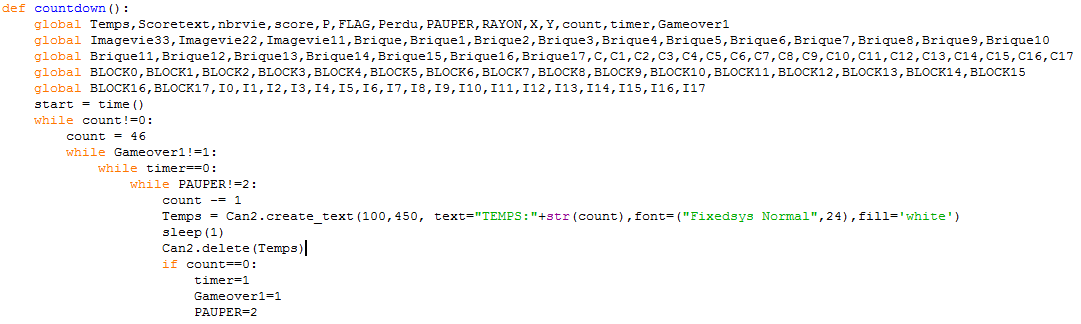 def countdown():
global Temps,Scoretext,nbrvie,score,P,FLAG,Perdu,PAUPER,RAYON,X,Y,count,timer,Gameover1
global Imagevie33,Imagevie22,Imagevie11,Brique,Brique1,Brique2,Brique3,Brique4,Brique5,Brique6,Brique7,Brique8,Brique9,Brique10
global Brique11,Brique12,Brique13,Brique14,Brique15,Brique16,Brique17,C,C1,C2,C3,C4,C5,C6,C7,C8,C9,C10,C11,C12,C13,C14,C15,C16,C17
global BLOCK0,BLOCK1,BLOCK2,BLOCK3,BLOCK4,BLOCK5,BLOCK6,BLOCK7,BLOCK8,BLOCK9,BLOCK10,BLOCK11,BLOCK12,BLOCK13,BLOCK14,BLOCK15
global BLOCK16,BLOCK17,I0,I1,I2,I3,I4,I5,I6,I7,I8,I9,I10,I11,I12,I13,I14,I15,I16,I17
start = time()
while count!=0:
count = 46
while Gameover1!=1:
while timer==0:
while PAUPER!=2:
count -= 1
Temps = Can2.create_text(100,450, text="TEMPS:"+str(count),font=("Fixedsys Normal",24),fill='white')
sleep(1)
Can2.delete(Temps)
if count==0:
timer=1
Gameover1=1
PAUPER=2